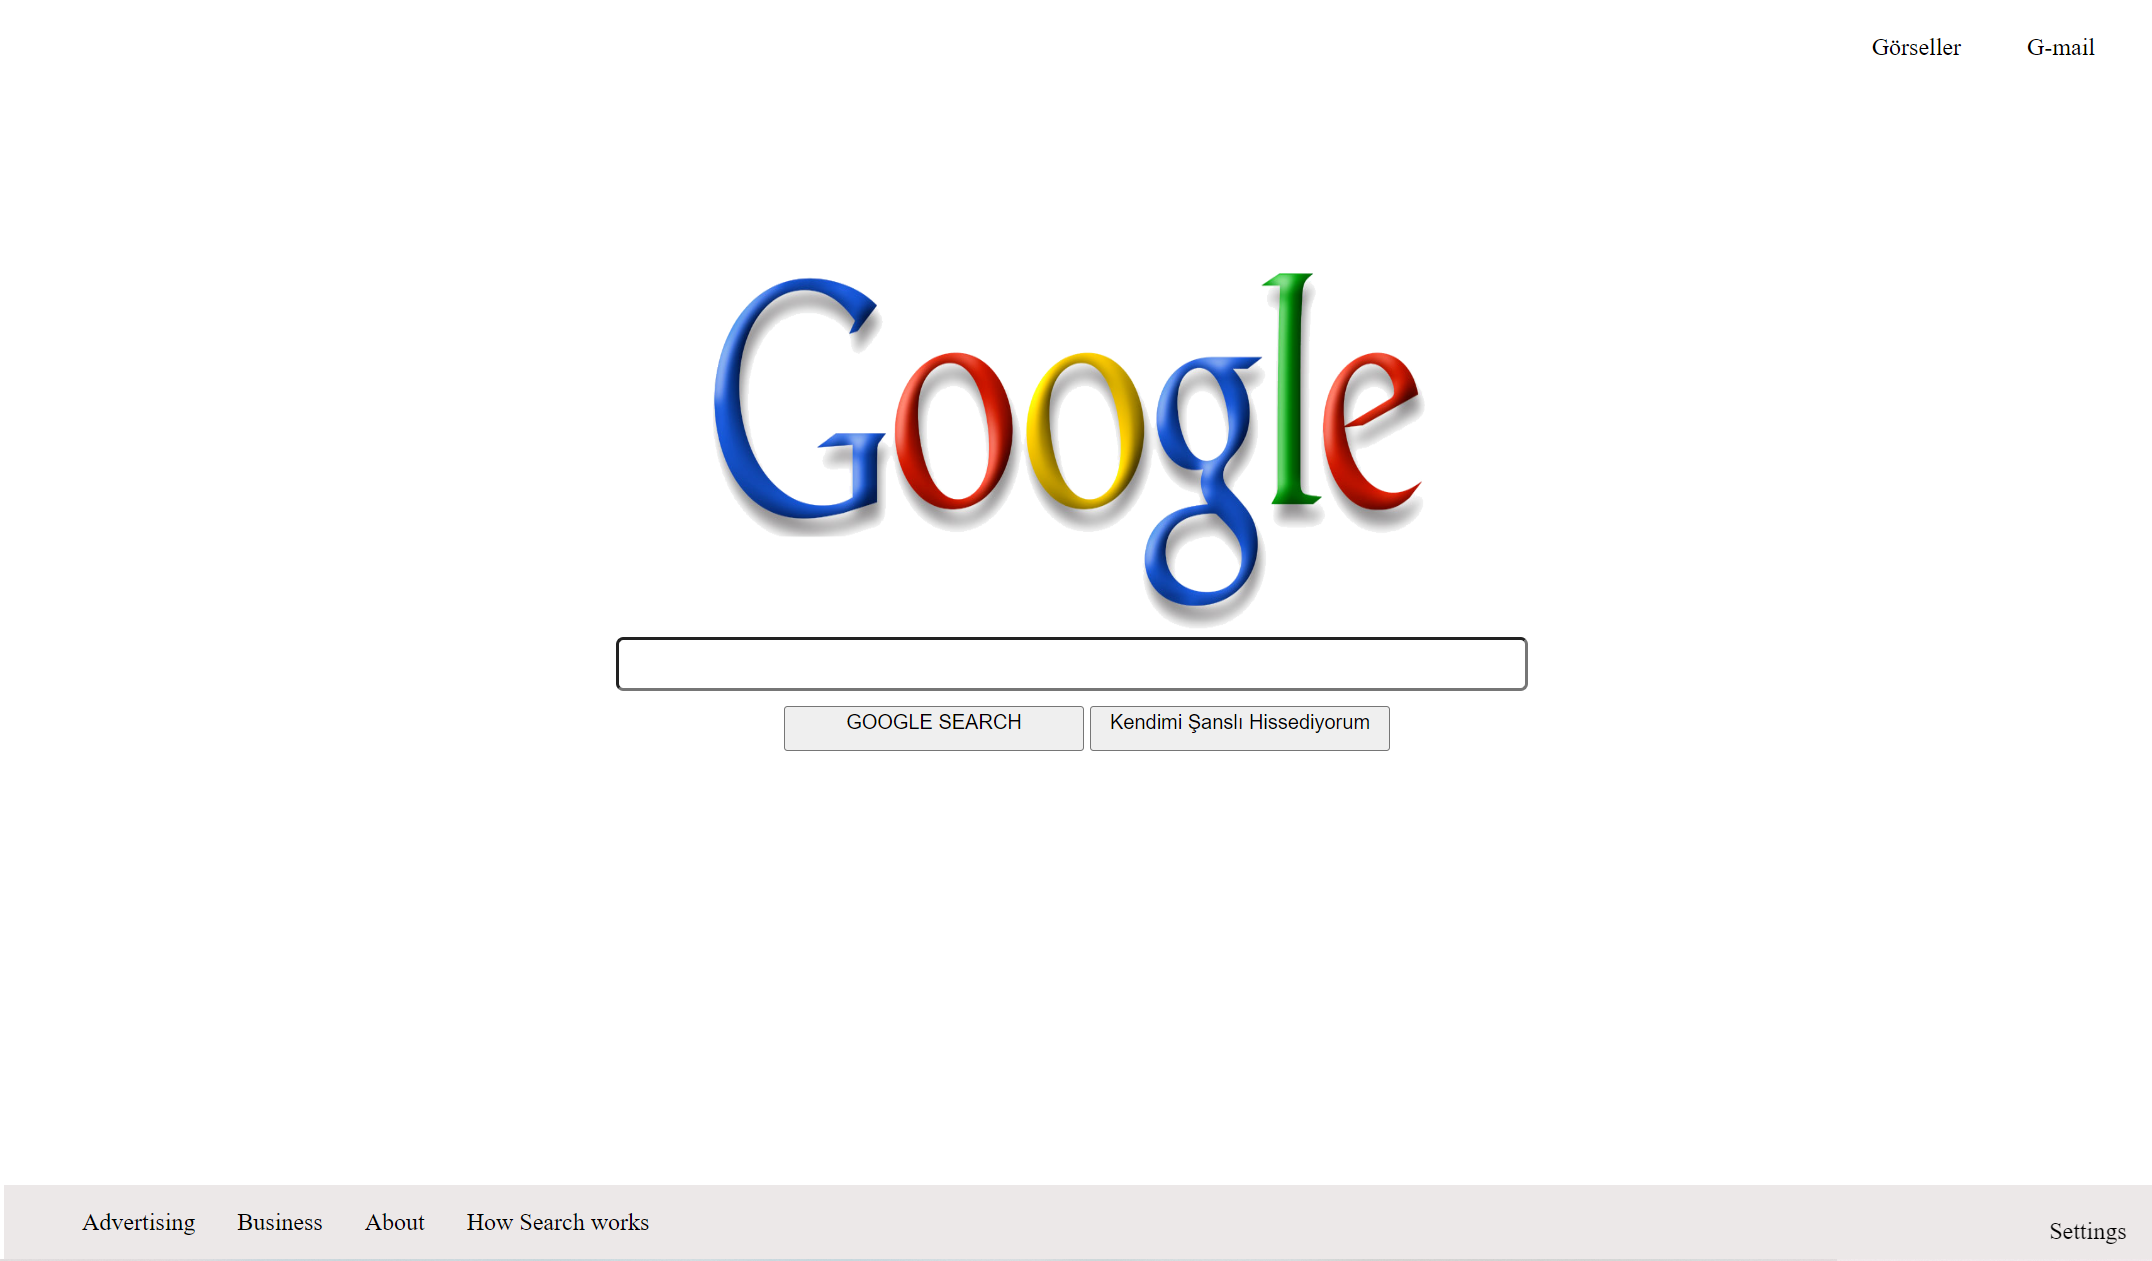 Görseller G-mail
Google
GOOGLE SEARCH Kendimi Şanslı Hissediyorum
Advertising Business About How Search works Settings